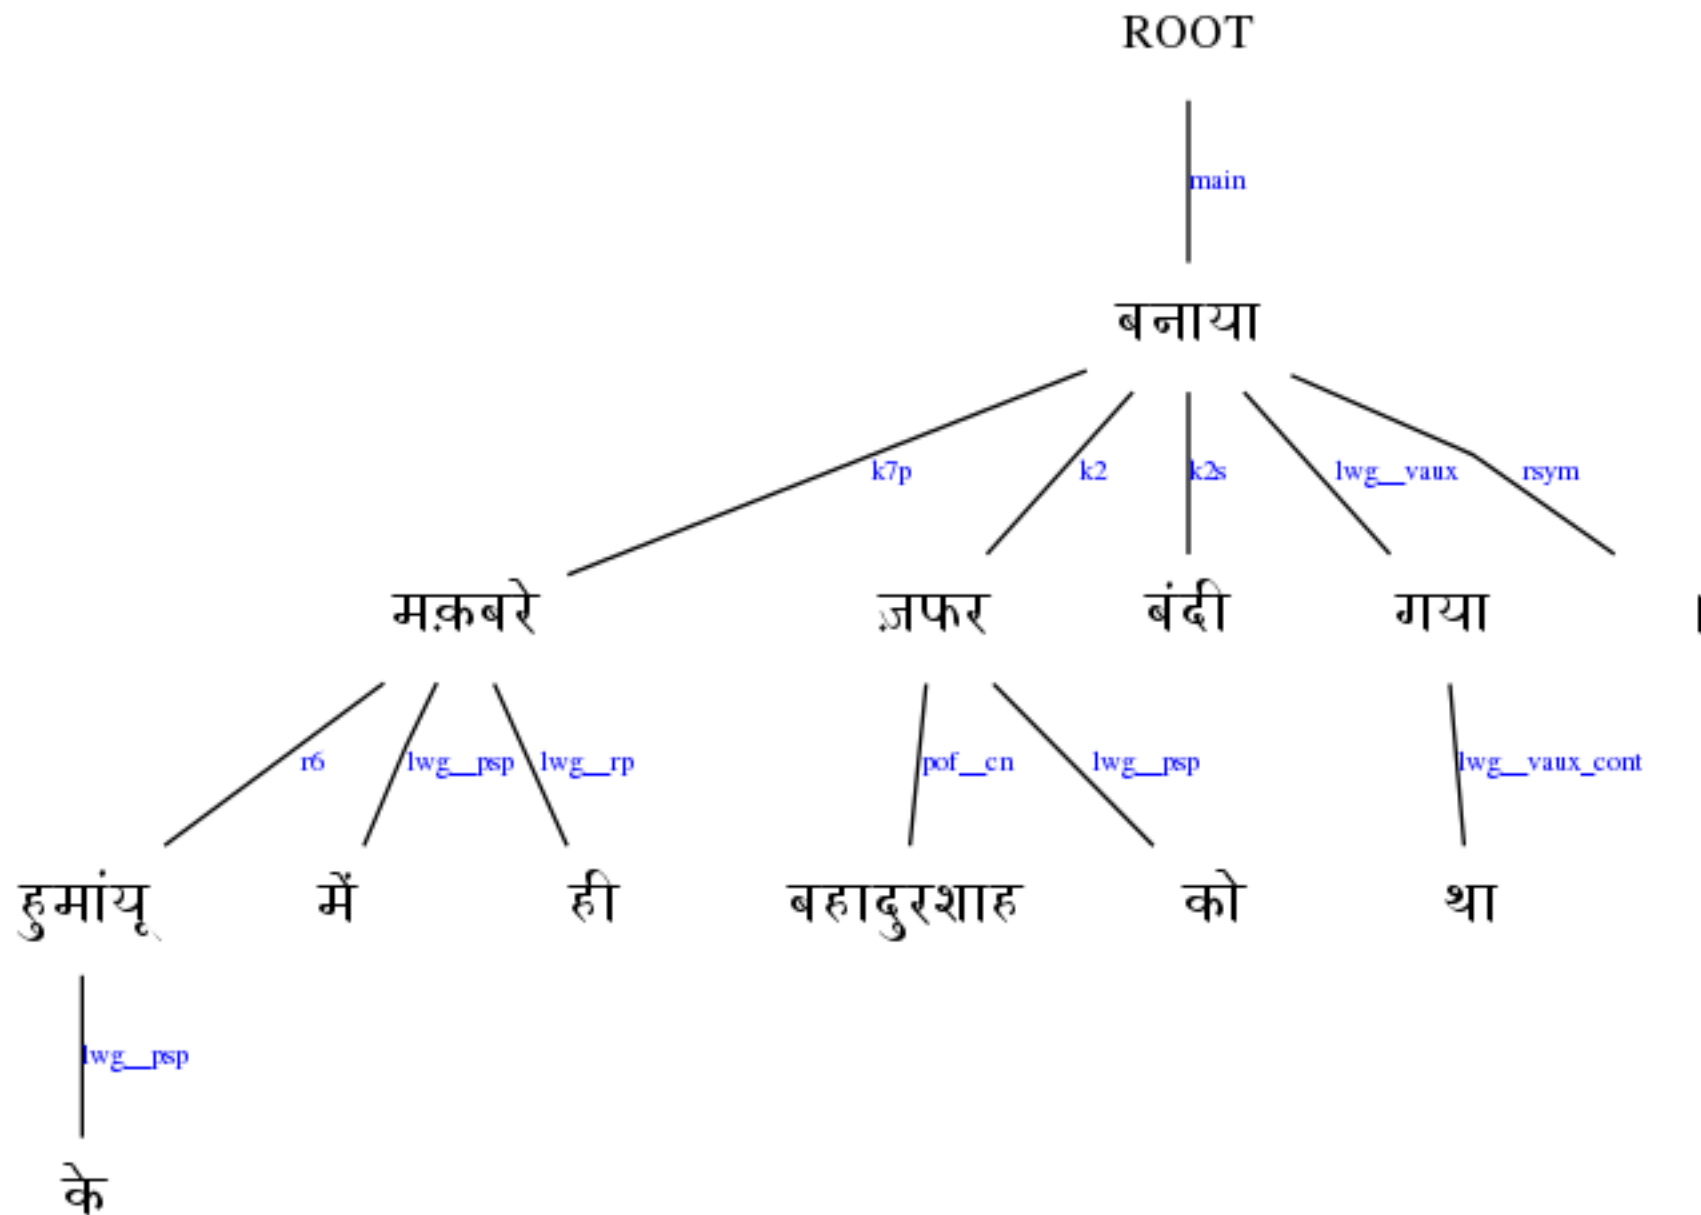 ROOT
main
बनाया
k7p k2 k2s lwg__vaux rsym
मक़बरे ज़फर बंदी गया ।
r6 lwg__psp lwg__rp pof__cn lwg__psp lwg__vaux_cont
हुमांयू में ही बहादुरशाह को था
lwg__psp
के